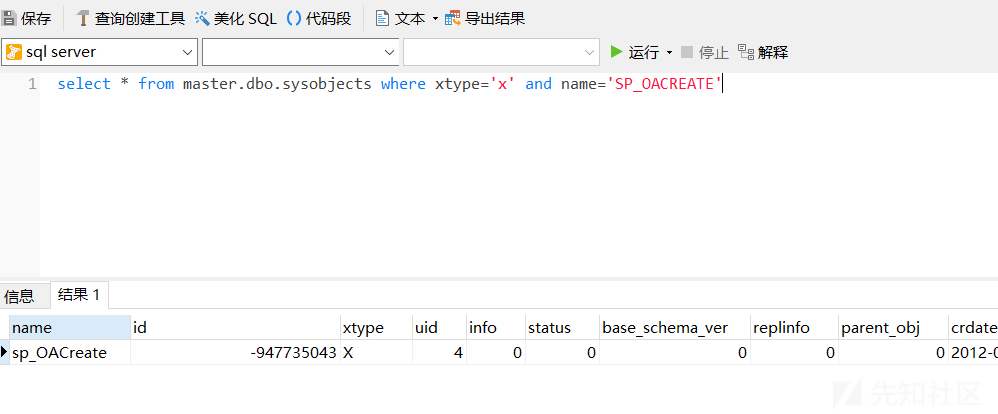 保存 查询创建工具 美化 SQL 代码段 文本 导出结果
sql server 运行 停止 解释
1 select * from master.dbo.sysobjects where xtype='x' and name='SP_OACREATE'
信息 结果 1
name id xtype uid info status base_schema_ver replinfo parent_obj crdate
sp_OACreate -947735043 X 4 0 0 0 0 0 2012-0
先知社区